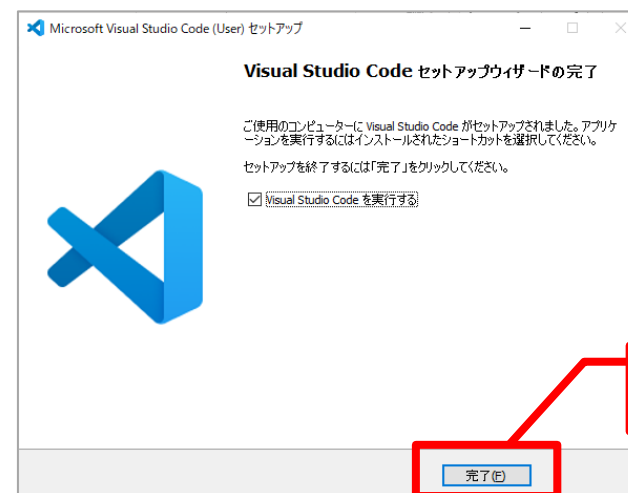 Microsoft Visual Studio Code (User) セットアップ
Visual Studio Code セットアップウィザードの完了
ご使用のコンピューターに Visual Studio Code がセットアップされました。アプリケ
ーションを実行するにはインストールされたショートカットを選択してください。
セットアップを終了するには「完了」をクリックしてください。
Visual Studio Code を実行する
完了(F)